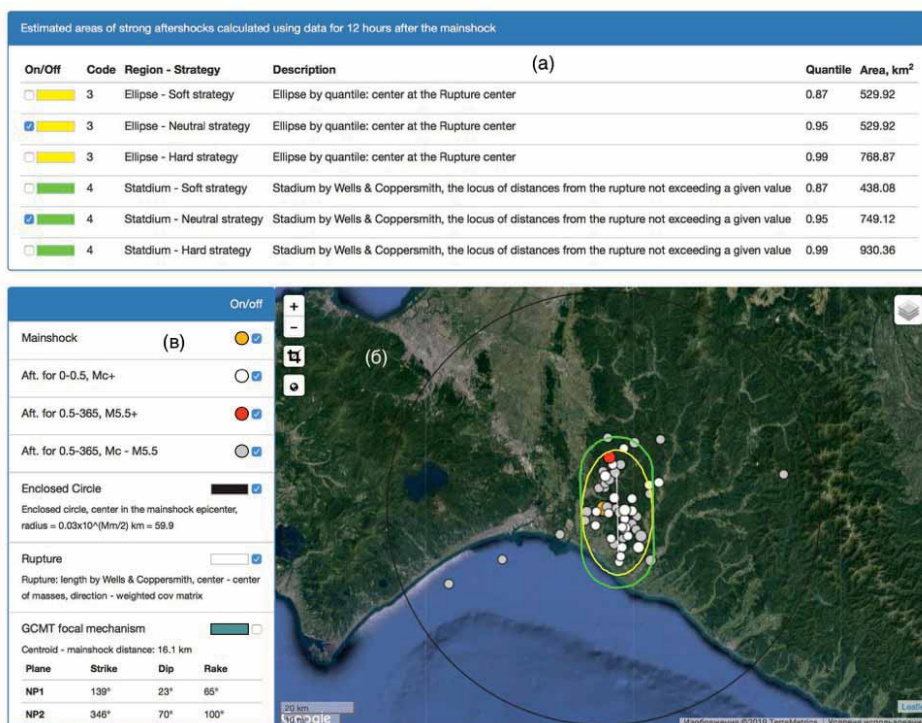 Estimated areas of strong aftershocks calculated using data for 12 hours after the mainshock
(a)
On/Off Code Region - Strategy Description Quantile Area, km²
3 Ellipse - Soft strategy Ellipse by quantile: center at the Rupture center 0.87 529.92
3 Ellipse - Neutral strategy Ellipse by quantile: center at the Rupture center 0.95 529.92
3 Ellipse - Hard strategy Ellipse by quantile: center at the Rupture center 0.99 768.87
4 Statdium - Soft strategy Stadium by Wells & Coppersmith, the locus of distances from the rupture not exceeding a given value 0.87 438.08
4 Statdium - Neutral strategy Stadium by Wells & Coppersmith, the locus of distances from the rupture not exceeding a given value 0.95 749.12
4 Statdium - Hard strategy Stadium by Wells & Coppersmith, the locus of distances from the rupture not exceeding a given value 0.99 930.36
On/off
Mainshock
(в)
Aft. for 0-0.5, Mc+
Aft. for 0.5-365, M5.5+
Aft. for 0.5-365, Mc - M5.5
Enclosed Circle
Enclosed circle, center in the mainshock epicenter,
radius = 0.03x10^(Mm/2) km = 59.9
Rupture
Rupture: length by Wells & Coppersmith, center - center
of masses, direction - weighted cov matrix
GCMT focal mechanism
Centroid - mainshock distance: 16.1 km
Plane Strike Dip Rake
NP1 139° 23° 65°
NP2 346° 70° 100°
+
−
(б)
20 km